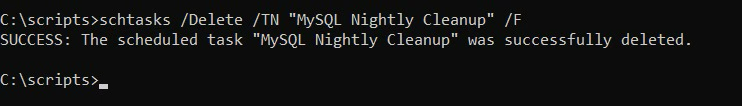 C:\scripts>schtasks /Delete /TN "MySQL Nightly Cleanup" /F
SUCCESS: The scheduled task "MySQL Nightly Cleanup" was successfully deleted.
C:\scripts>